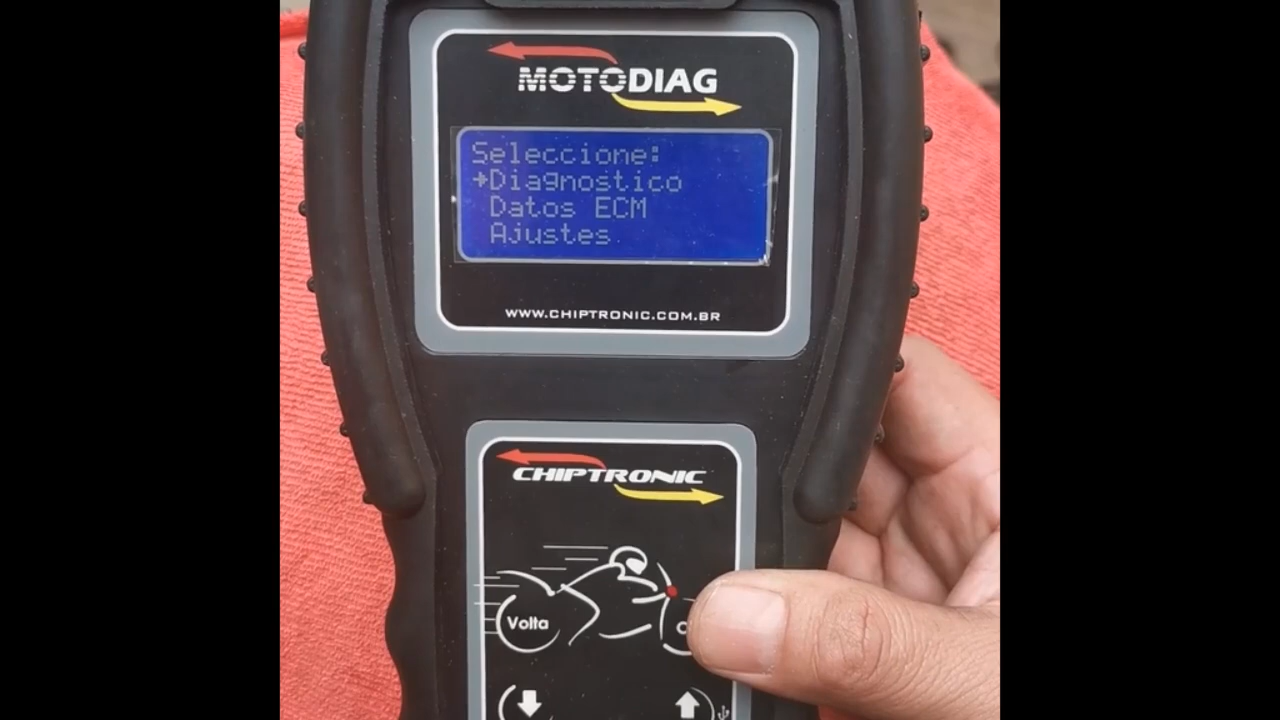 MOTODIAG
Seleccione:
→Diagnostico
Datos ECM
Ajustes
WWW.CHIPTRONIC.COM.BR
CHIPTRONIC
Volta